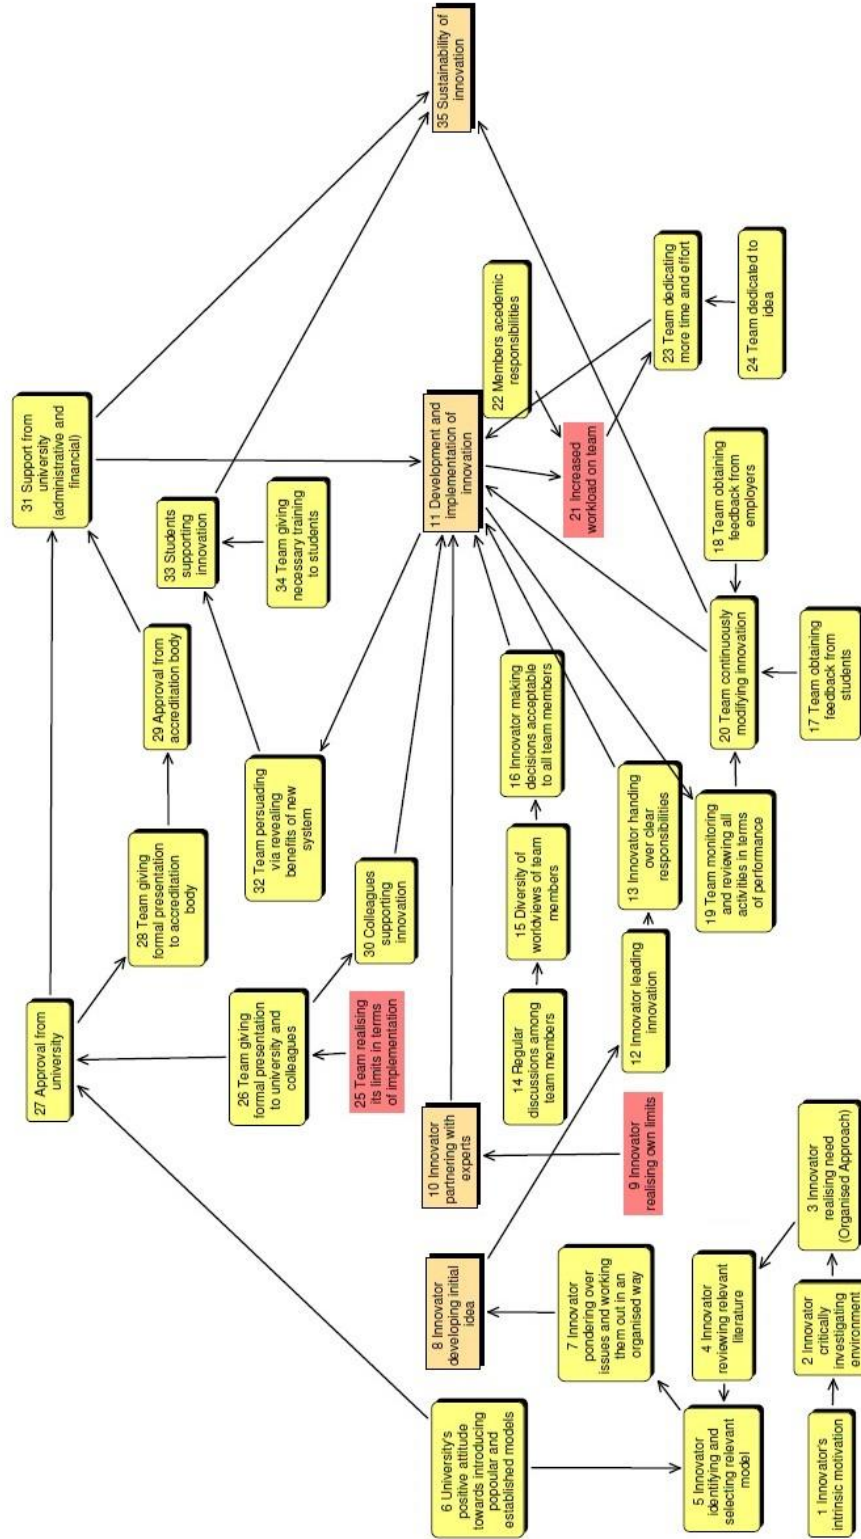 1 Innovator's
intrinsic motivation
2 Innovator
critically
investigating
environment
3 Innovator
realising need
(Organised Approach)
4 Innovator
reviewing relevant
literature
5 Innovator
identifying and
selecting relevant
model
6 University's
positive attitude
towards introducing
popoular and
established models
7 Innovator
pondering over
issues and working
them out in an
organised way
8 Innovator
developing initial
idea
9 Innovator
realising own limits
10 Innovator
partnering with
experts
11 Development and
implementation of
innovation
12 Innovator leading
innovation
13 Innovator handing
over clear
responsibilities
14 Regular
discussions among
team members
15 Diversity of
worldviews of team
members
16 Innovator making
decisions acceptable
to all team members
17 Team obtaining
feedback from
students
18 Team obtaining
feedback from
employers
19 Team monitoring
and reviewing all
activities in terms
of performance
20 Team continuously
modifying innovation
21 Increased
workload on team
22 Members acedemic
responsibilities
23 Team dedicating
more time and effort
24 Team dedicated to
idea
25 Team realising
its limits in terms
of implementation
26 Team giving
formal presentation
to university and
colleagues
27 Approval from
university
28 Team giving
formal presentation
to accreditation
body
29 Approval from
accreditation body
30 Colleagues
supporting
innovation
31 Support from
university
(administrative and
financial)
32 Team persuading
via revealing
benefits of new
system
33 Students
supporting
innovation
34 Team giving
necessary training
to students
35 Sustainability of
innovation